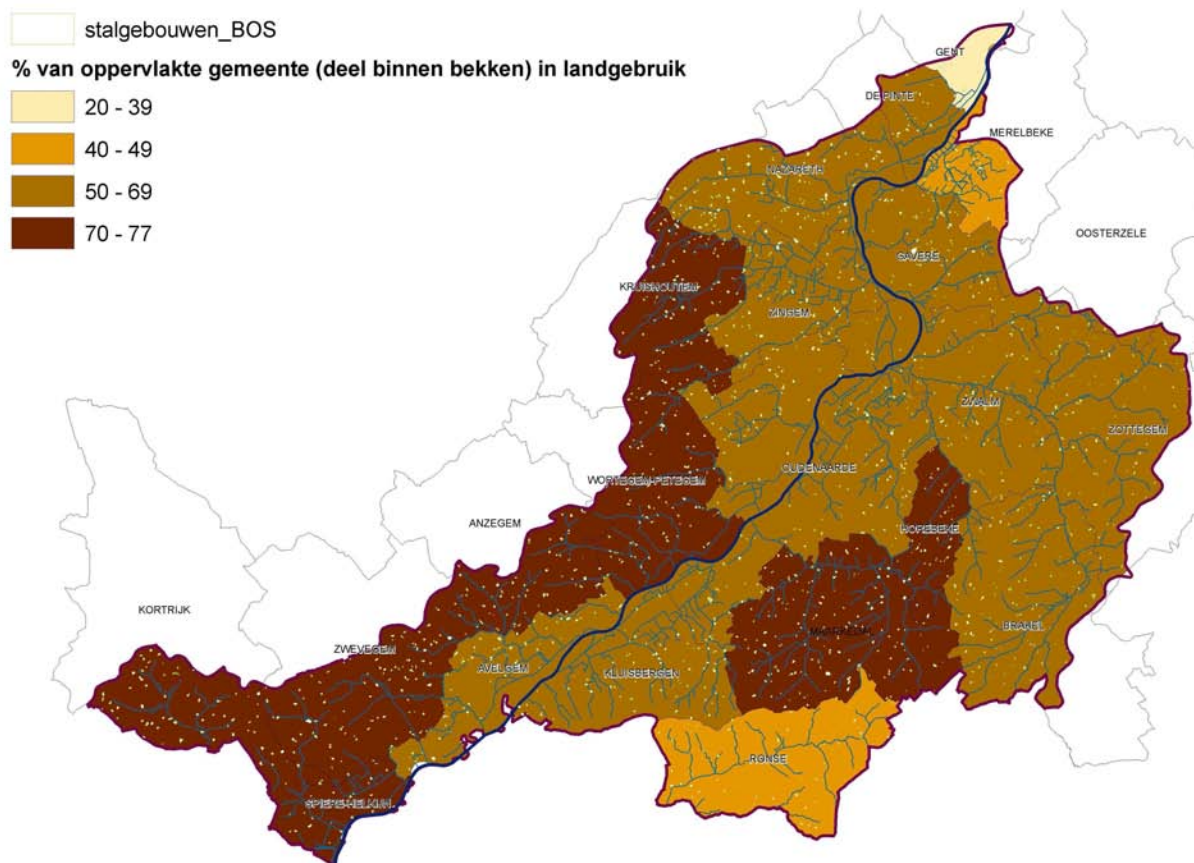 stalgebouwen_BOS
% van oppervlakte gemeente (deel binnen bekken) in landgebruik
20 - 39
40 - 49
50 - 69
70 - 77
GENT
DE PINTE
MERELBEKE
NAZARETH
OOSTERZELE
GAVERE
KRUISHOUTEM
ZINGEM
ZWALM
ZOTTEGEM
OUDENAARDE
WORTEGEM-PETEGEM
ANZEGEM
HOREBEKE
KORTRIJK
BRAKEL
MAARKEDAL
ZWEVEGEM
AVELGEM
KLUISBERGEN
RONSE
SPIERE-HELKIJN